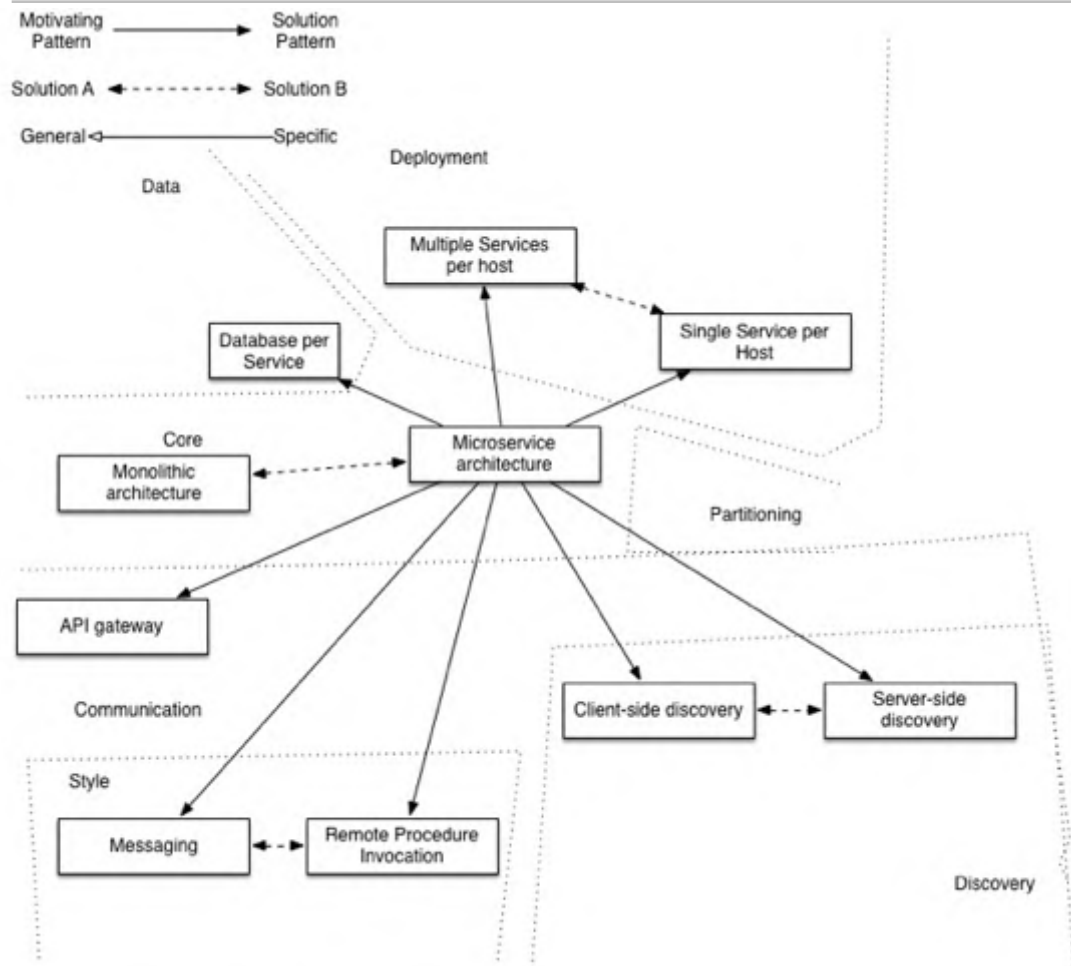 Motivating
Pattern
Solution
Pattern
Solution A
Solution B
General
Specific
Deployment
Data
Multiple Services
per host
Single Service per
Host
Database per
Service
Core
Microservice
architecture
Monolithic
architecture
Partitioning
API gateway
Communication
Client-side discovery
Server-side
discovery
Style
Messaging
Remote Procedure
Invocation
Discovery